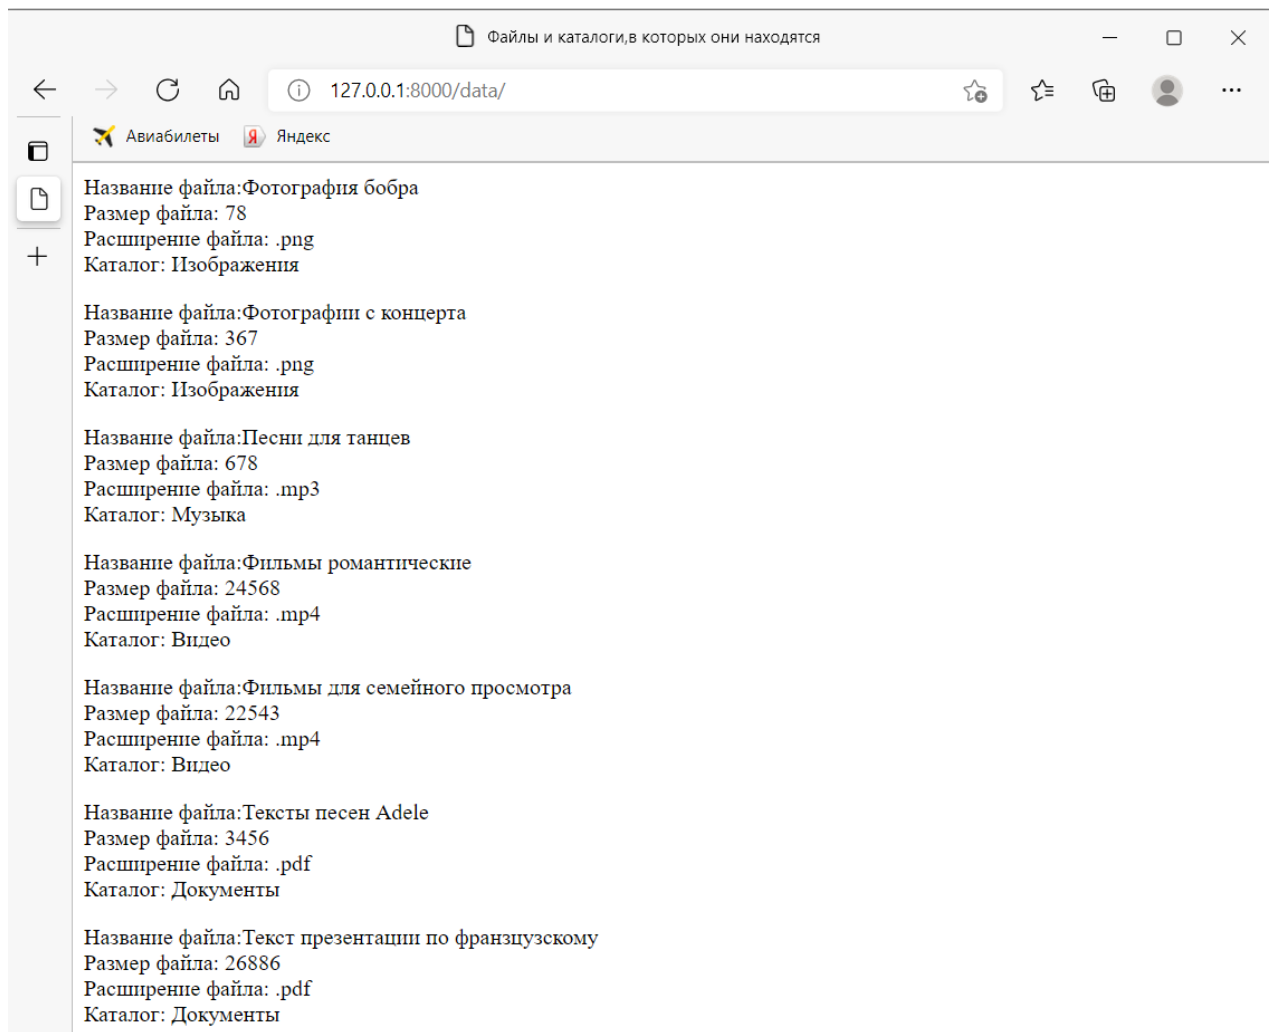 Файлы и каталоги,в которых они находятся
127.0.0.1:8000/data/
Авиабилеты Яндекс
Название файла:Фотография бобра
Размер файла: 78
Расширение файла: .png
Каталог: Изображения
Название файла:Фотографии с концерта
Размер файла: 367
Расширение файла: .png
Каталог: Изображения
Название файла:Песни для танцев
Размер файла: 678
Расширение файла: .mp3
Каталог: Музыка
Название файла:Фильмы романтические
Размер файла: 24568
Расширение файла: .mp4
Каталог: Видео
Название файла:Фильмы для семейного просмотра
Размер файла: 22543
Расширение файла: .mp4
Каталог: Видео
Название файла:Тексты песен Adele
Размер файла: 3456
Расширение файла: .pdf
Каталог: Документы
Название файла:Текст презентации по франзцузскому
Размер файла: 26886
Расширение файла: .pdf
Каталог: Документы